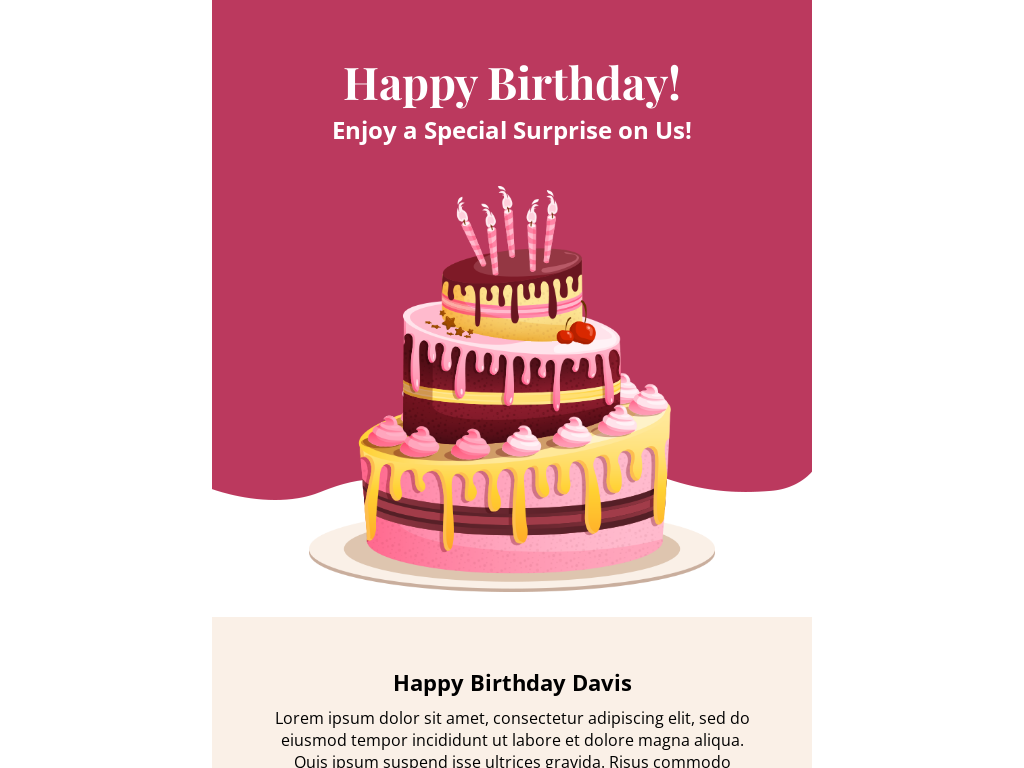 Happy Birthday!
Enjoy a Special Surprise on Us!
Happy Birthday Davis
Lorem ipsum dolor sit amet, consectetur adipiscing elit, sed do
eiusmod tempor incididunt ut labore et dolore magna aliqua.
Quis ipsum suspend isse ultrices gravida. Risus commodo